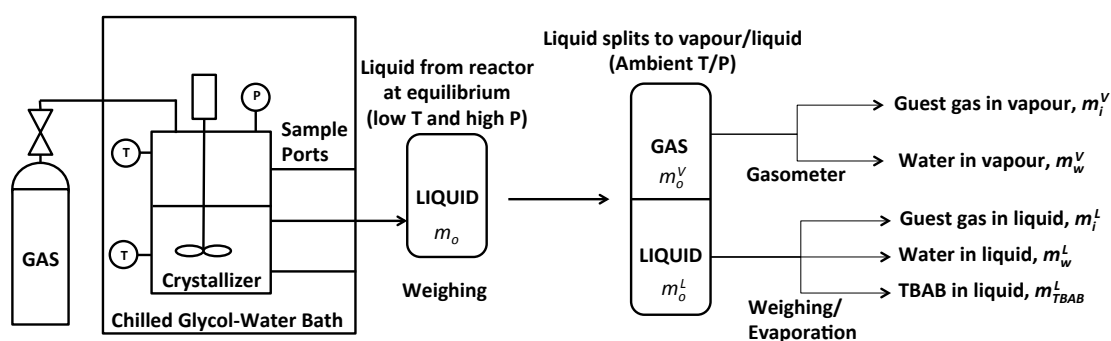 GAS
T
T
P
Sample
Ports
Crystallizer
Chilled Glycol-Water Bath
Liquid from reactor
at equilibrium
(low T and high P)
LIQUID
m_o
Weighing
Liquid splits to vapour/liquid
(Ambient T/P)
GAS
m_o^V
LIQUID
m_o^L
Gasometer
Guest gas in vapour, m_i^V
Water in vapour, m_w^V
Weighing/
Evaporation
Guest gas in liquid, m_i^L
Water in liquid, m_w^L
TBAB in liquid, m_TBAB^L